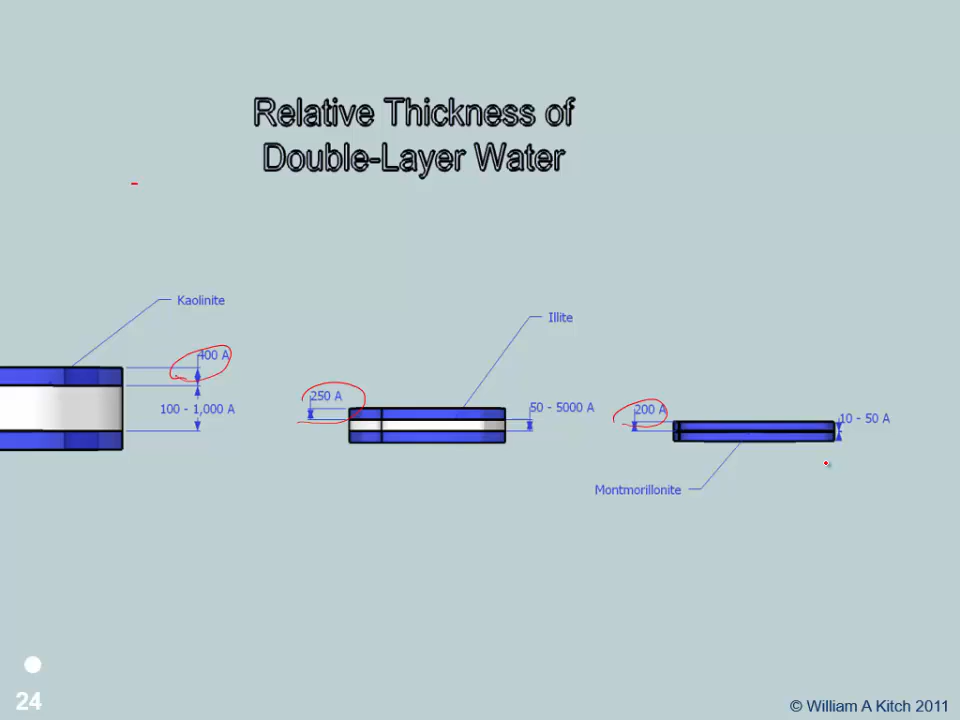 Relative Thickness of
Double-Layer Water
Kaolinite
400 A
100 - 1,000 A
Illite
250 A
50 - 5000 A
200 A
10 - 50 A
Montmorillonite
24
© William A Kitch 2011